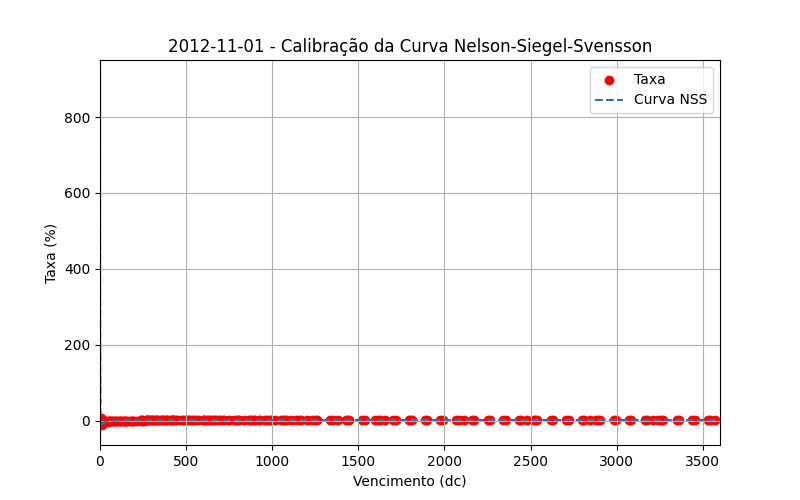 2012-11-01 - Calibração da Curva Nelson-Siegel-Svensson
Taxa
Curva NSS
Taxa (%)
800
600
400
200
0
0 500 1000 1500 2000 2500 3000 3500
Vencimento (dc)